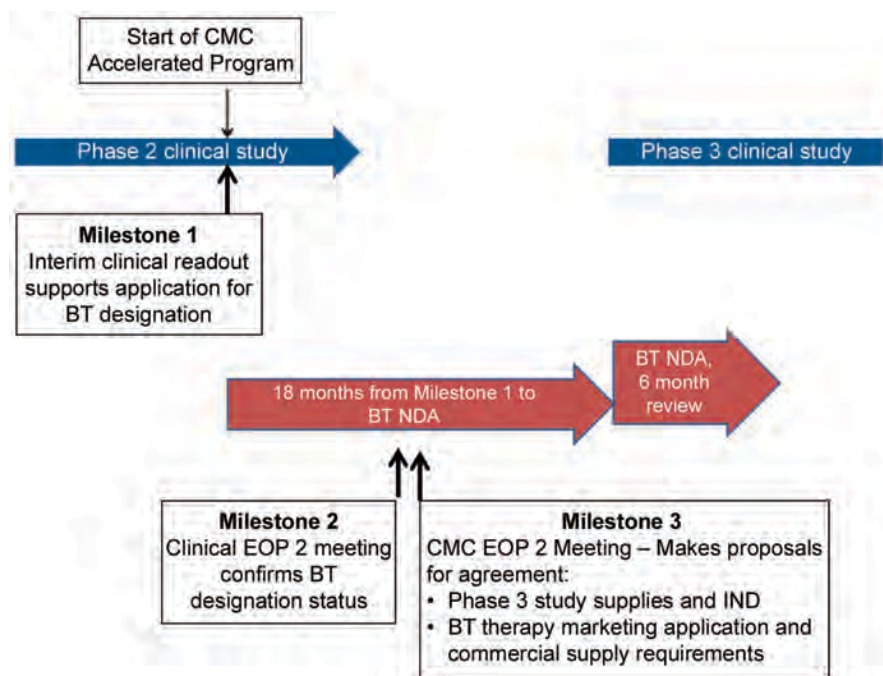 Start of CMC
Accelerated Program
Phase 2 clinical study
Phase 3 clinical study
Milestone 1
Interim clinical readout
supports application for
BT designation
18 months from Milestone 1 to
BT NDA
BT NDA,
6 month
review
Milestone 2
Clinical EOP 2 meeting
confirms BT
designation status
Milestone 3
CMC EOP 2 Meeting – Makes proposals
for agreement:
• Phase 3 study supplies and IND
• BT therapy marketing application and
commercial supply requirements